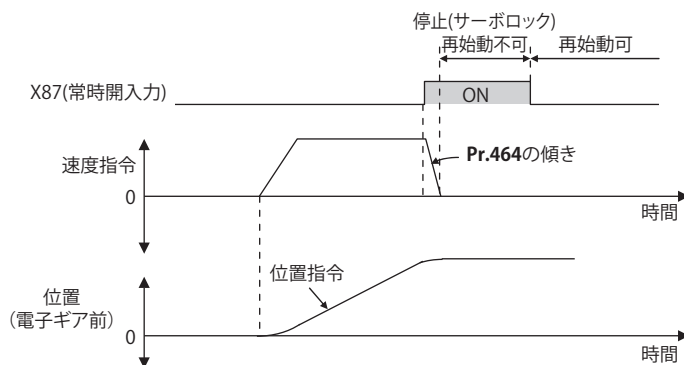 停止(サーボロック)
再始動不可
再始動可
X87(常時開入力)
ON
速度指令
Pr.464の傾き
0
時間
位置指令
位置
(電子ギア前)
0
時間